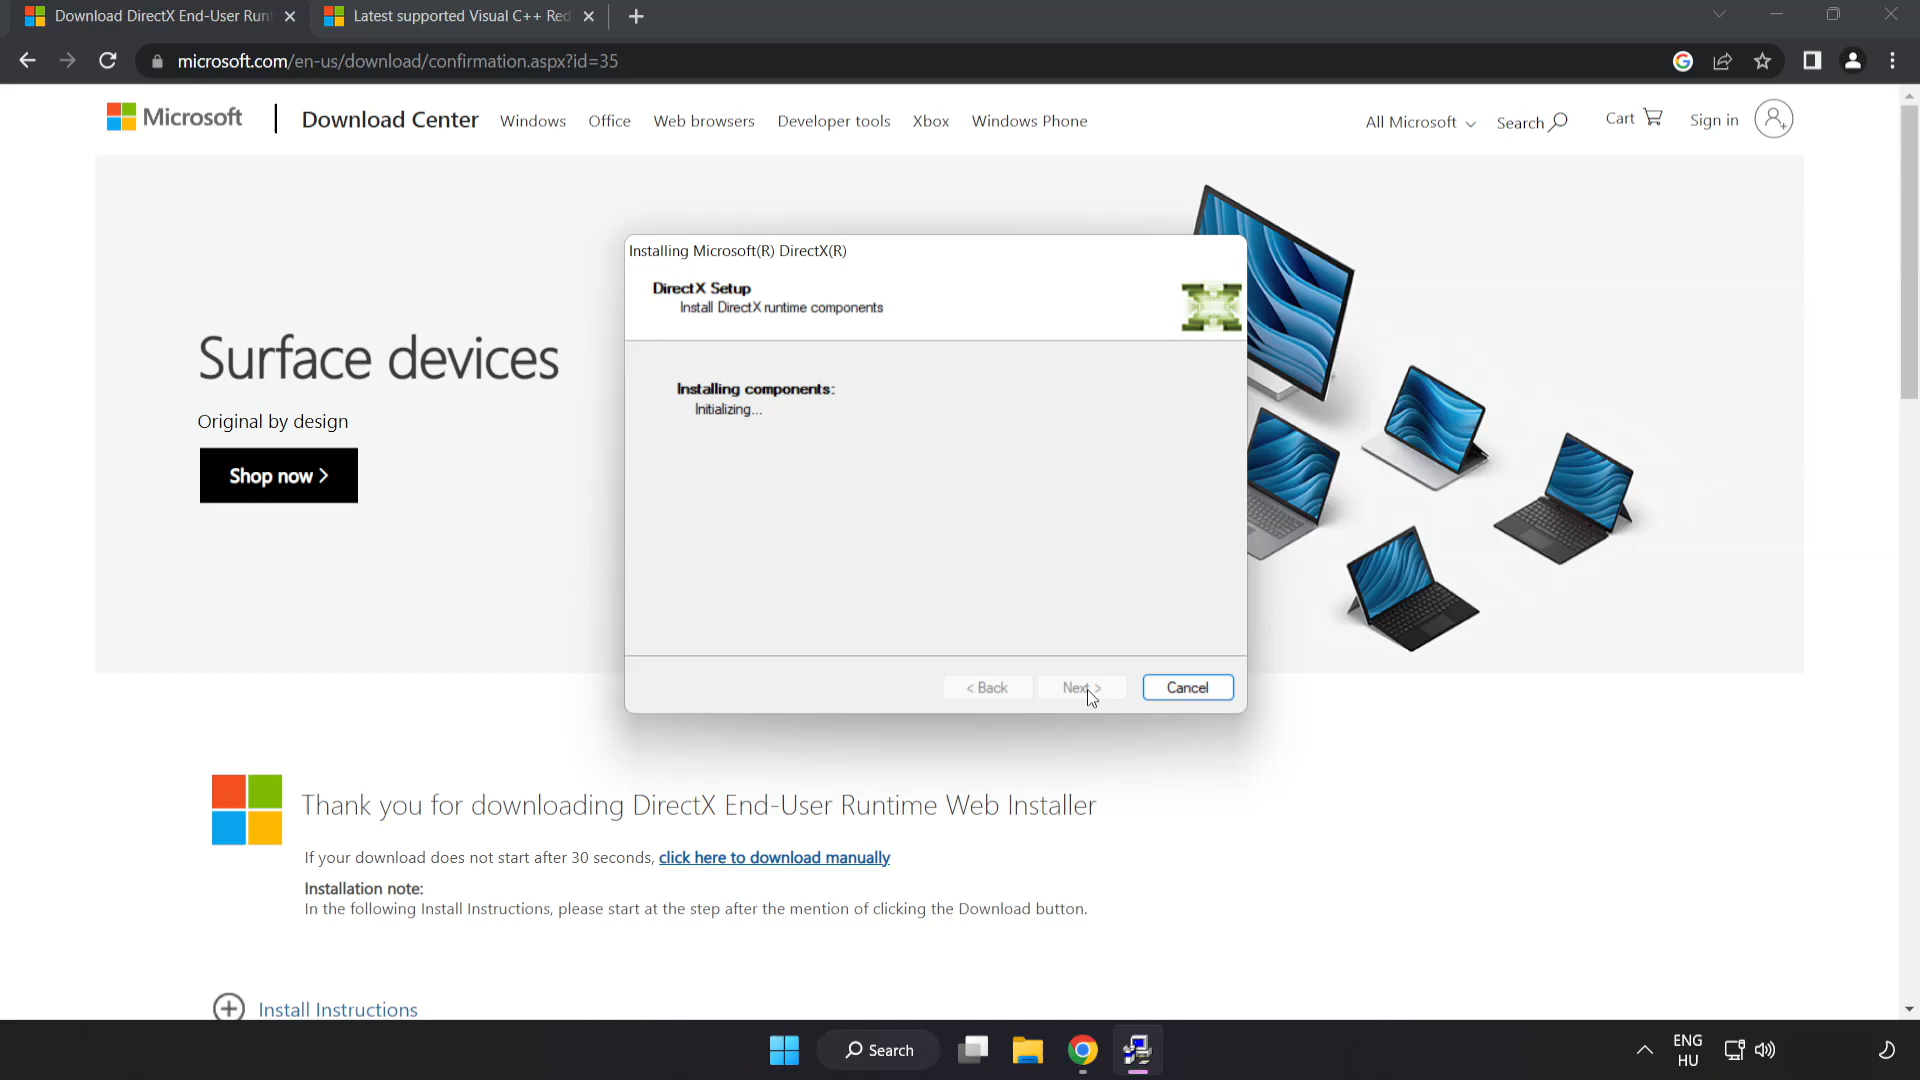 Download DirectX End-User Run
Latest supported Visual C++ Red
microsoft.com/en-us/download/confirmation.aspx?id=35
Microsoft
Download Center
Windows
Office
Web browsers
Developer tools
Xbox
Windows Phone
All Microsoft
Search
Cart
Sign in
Surface devices
Original by design
Shop now >
Installing Microsoft(R) DirectX(R)
DirectX Setup
Install DirectX runtime components
Installing components:
Initializing...
< Back
Next >
Cancel
Thank you for downloading DirectX End-User Runtime Web Installer
If your download does not start after 30 seconds, click here to download manually
Installation note:
In the following Install Instructions, please start at the step after the mention of clicking the Download button.
Install Instructions
Search
ENG
HU